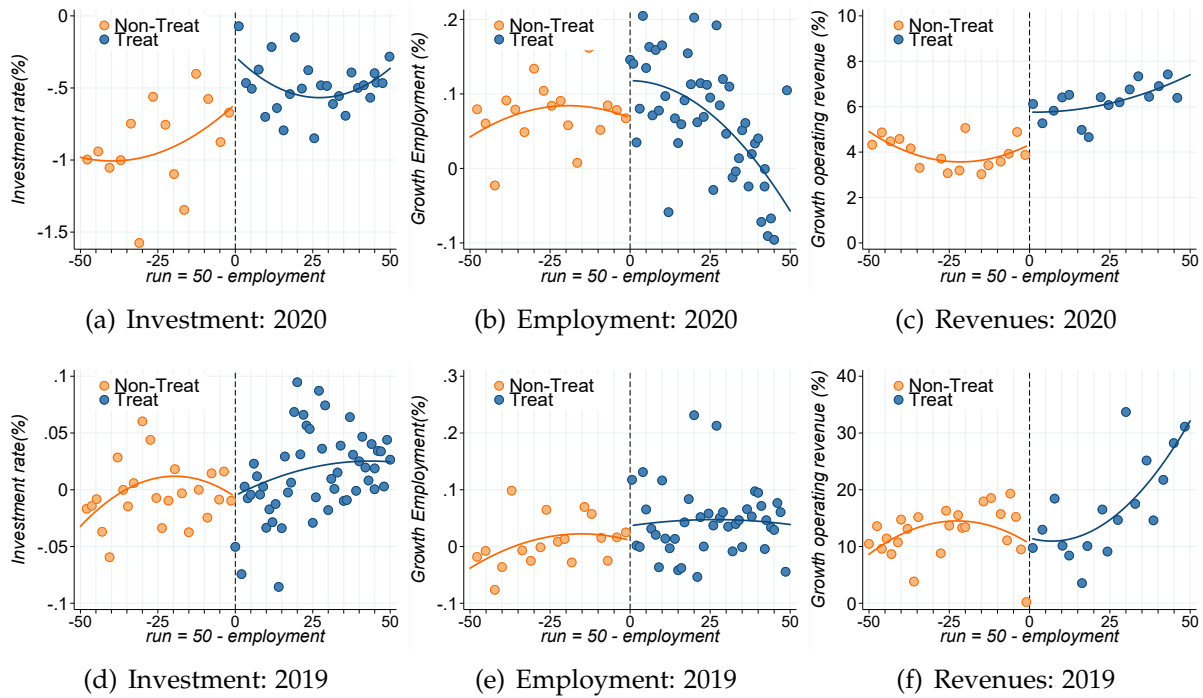 Non-Treat
Treat
Investment rate(%)
0
-.5
-1
-1.5
-50 -25 0 25 50
run = 50 - employment
(a) Investment: 2020
Non-Treat
Treat
Growth Employment (%)
.2
.1
0
-.1
-50 -25 0 25 50
run = 50 - employment
(b) Employment: 2020
Non-Treat
Treat
Growth operating revenue (%)
10
8
6
4
2
0
-50 -25 0 25 50
run = 50 - employment
(c) Revenues: 2020
Non-Treat
Treat
Investment rate(%)
.1
.05
0
-.05
-.1
-50 -25 0 25 50
run = 50 - employment
(d) Investment: 2019
Non-Treat
Treat
Growth Employment(%)
.3
.2
.1
0
-.1
-50 -25 0 25 50
run = 50 - employment
(e) Employment: 2019
Non-Treat
Treat
Growth operating revenue (%)
40
30
20
10
0
-50 -25 0 25 50
run = 50 - employment
(f) Revenues: 2019